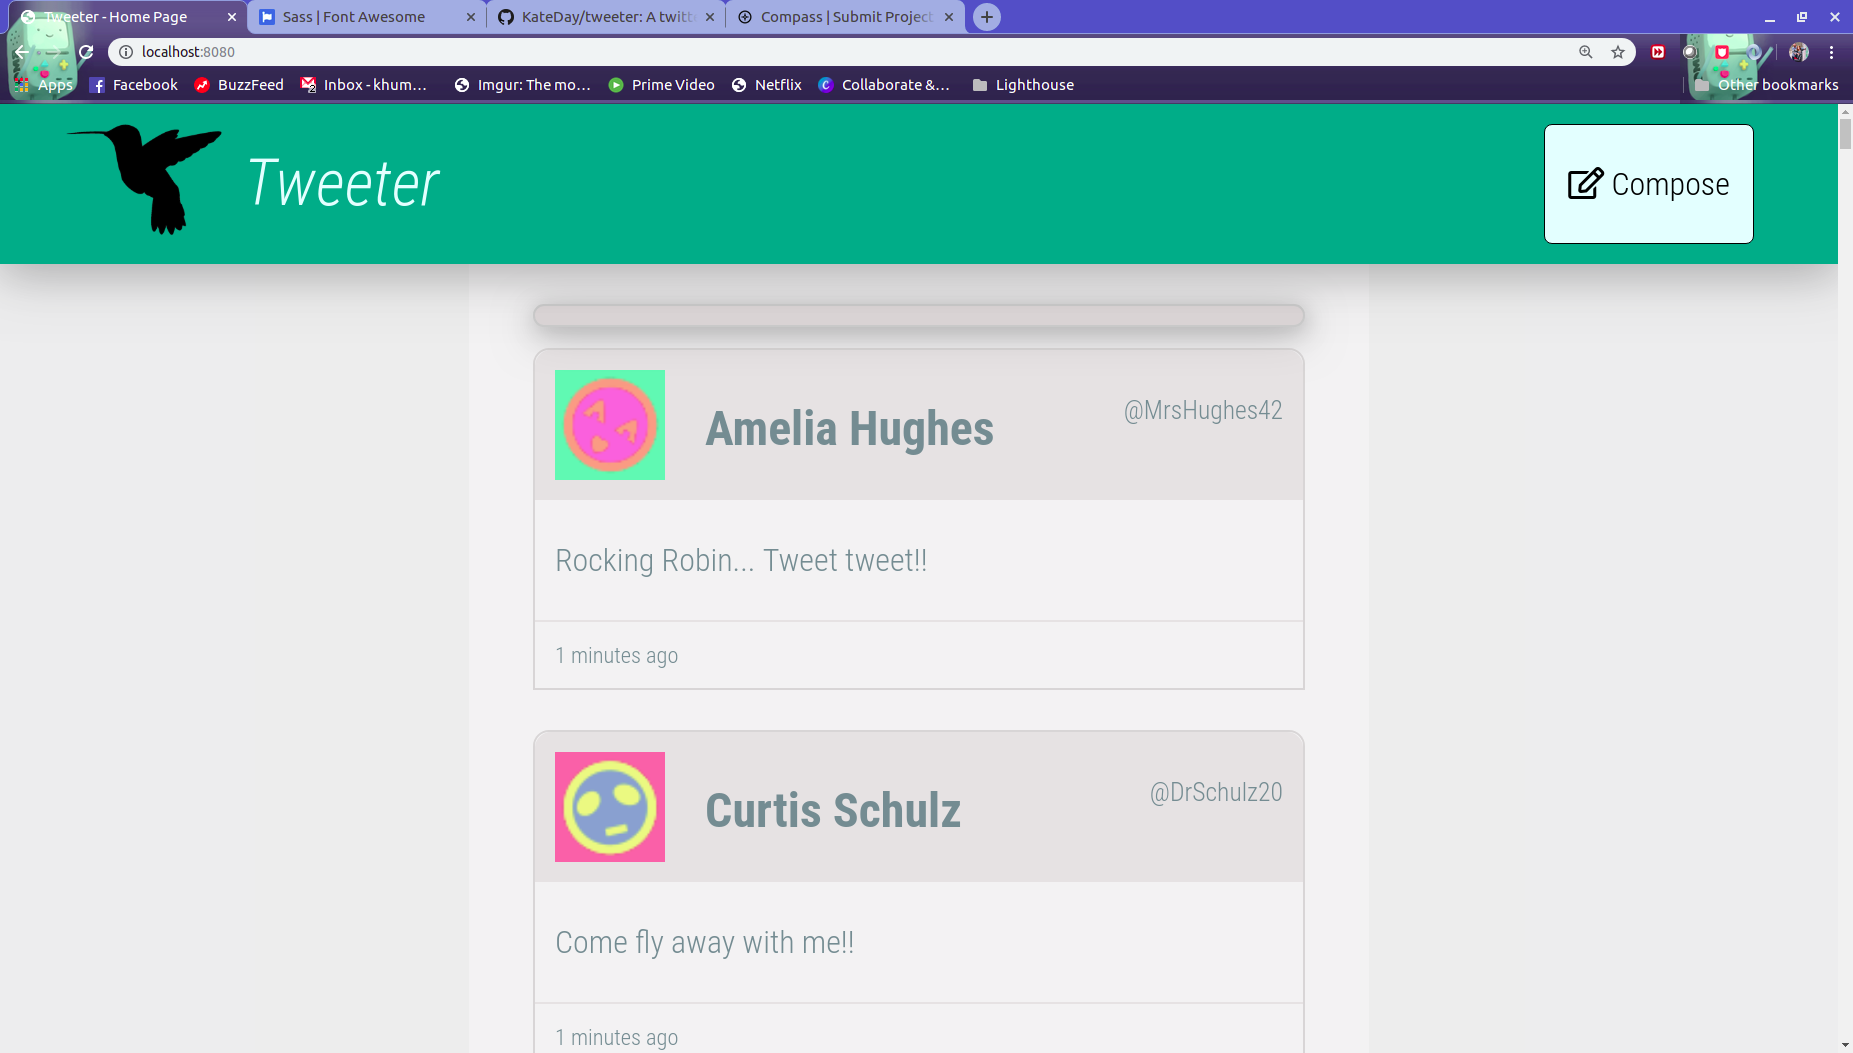 Tweeter - Home Page
Sass | Font Awesome
KateDay/tweeter: A twitt
Compass | Submit Project
localhost:8080
Apps
Facebook
BuzzFeed
Inbox - khum...
Imgur: The mo...
Prime Video
Netflix
Collaborate &...
Lighthouse
Other bookmarks
Tweeter
Compose
Amelia Hughes
@MrsHughes42
Rocking Robin... Tweet tweet!!
1 minutes ago
Curtis Schulz
@DrSchulz20
Come fly away with me!!
1 minutes ago